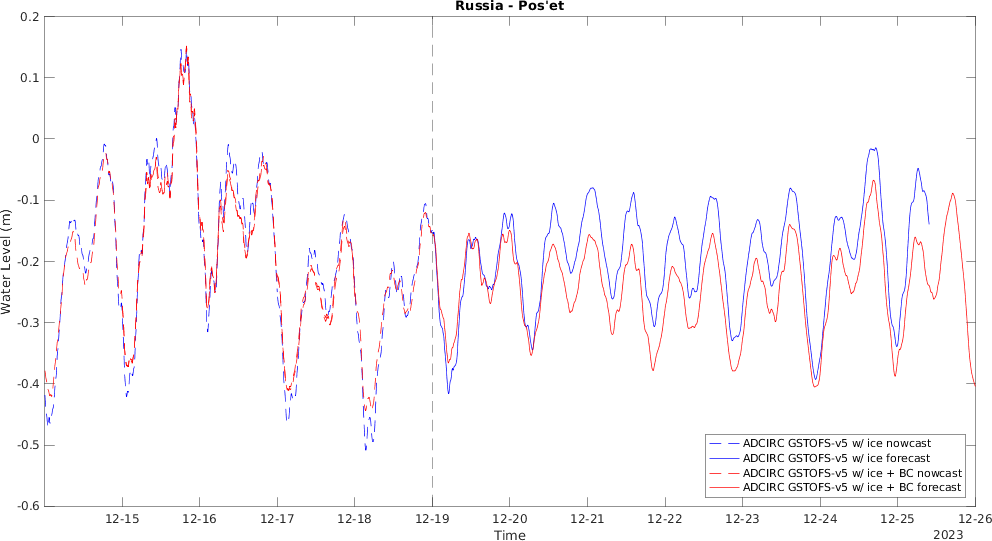 Russia - Pos'et
0.2
0.1
0
-0.1
-0.2
-0.3
-0.4
-0.5
-0.6
Water Level (m)
12-15 12-16 12-17 12-18 12-19 12-20 12-21 12-22 12-23 12-24 12-25 12-26
Time
2023
ADCIRC GSTOFS-v5 w/ ice nowcast
ADCIRC GSTOFS-v5 w/ ice forecast
ADCIRC GSTOFS-v5 w/ ice + BC nowcast
ADCIRC GSTOFS-v5 w/ ice + BC forecast